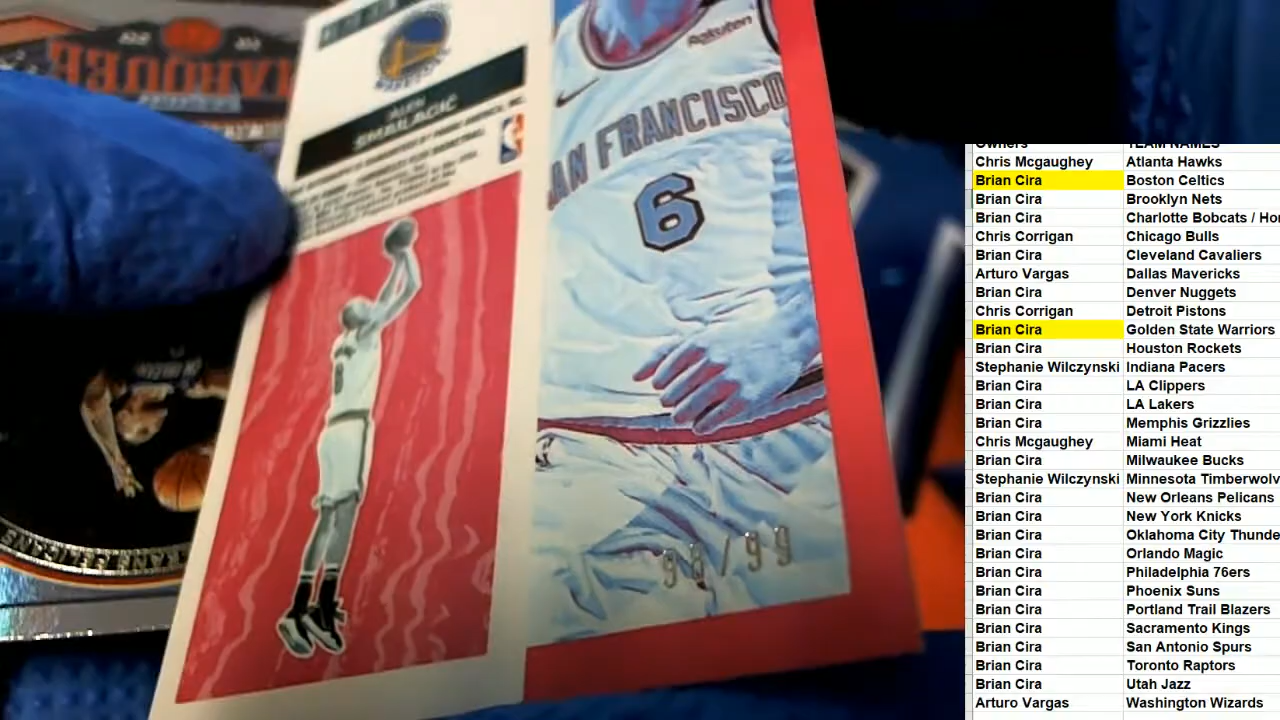 MARQUEE
ALEN
SMAILAGIC
Rakuten
SAN FRANCISCO
6
98/99
Owners TEAM NAMES
Chris Mcgaughey Atlanta Hawks
Brian Cira Boston Celtics
Brian Cira Brooklyn Nets
Brian Cira Charlotte Bobcats / Ho
Chris Corrigan Chicago Bulls
Brian Cira Cleveland Cavaliers
Arturo Vargas Dallas Mavericks
Brian Cira Denver Nuggets
Chris Corrigan Detroit Pistons
Brian Cira Golden State Warriors
Brian Cira Houston Rockets
Stephanie Wilczynski Indiana Pacers
Brian Cira LA Clippers
Brian Cira LA Lakers
Brian Cira Memphis Grizzlies
Chris Mcgaughey Miami Heat
Brian Cira Milwaukee Bucks
Stephanie Wilczynski Minnesota Timberwolv
Brian Cira New Orleans Pelicans
Brian Cira New York Knicks
Brian Cira Oklahoma City Thunde
Brian Cira Orlando Magic
Brian Cira Philadelphia 76ers
Brian Cira Phoenix Suns
Brian Cira Portland Trail Blazers
Brian Cira Sacramento Kings
Brian Cira San Antonio Spurs
Brian Cira Toronto Raptors
Brian Cira Utah Jazz
Arturo Vargas Washington Wizards